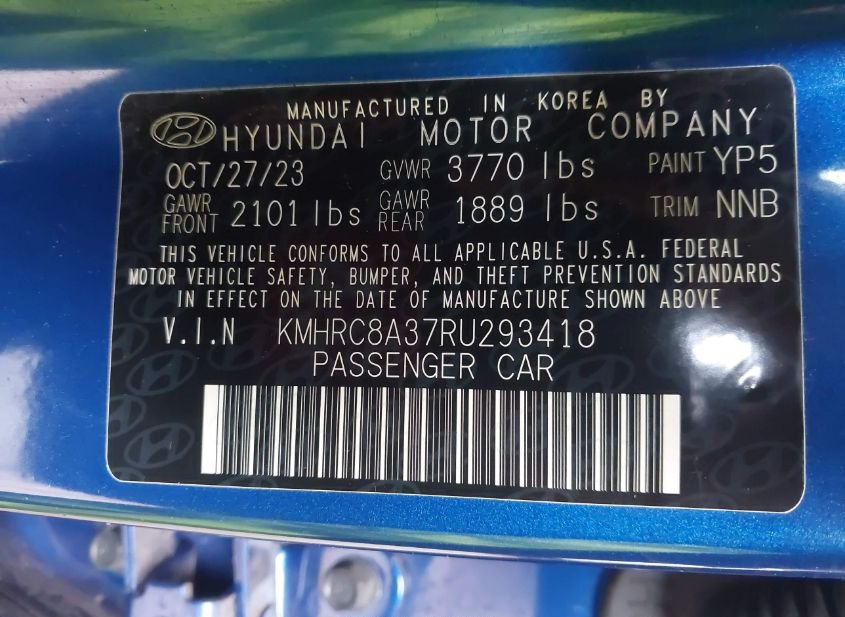 MANUFACTURED IN KOREA BY
HYUNDAI MOTOR COMPANY
OCT/27/23 GVWR 3770 lbs PAINT YP5
GAWR FRONT 2101 lbs GAWR REAR 1889 lbs TRIM NNB
THIS VEHICLE CONFORMS TO ALL APPLICABLE U.S.A. FEDERAL
MOTOR VEHICLE SAFETY, BUMPER, AND THEFT PREVENTION STANDARDS
IN EFFECT ON THE DATE OF MANUFACTURE SHOWN ABOVE
V.I.N KMHRC8A37RU293418
PASSENGER CAR